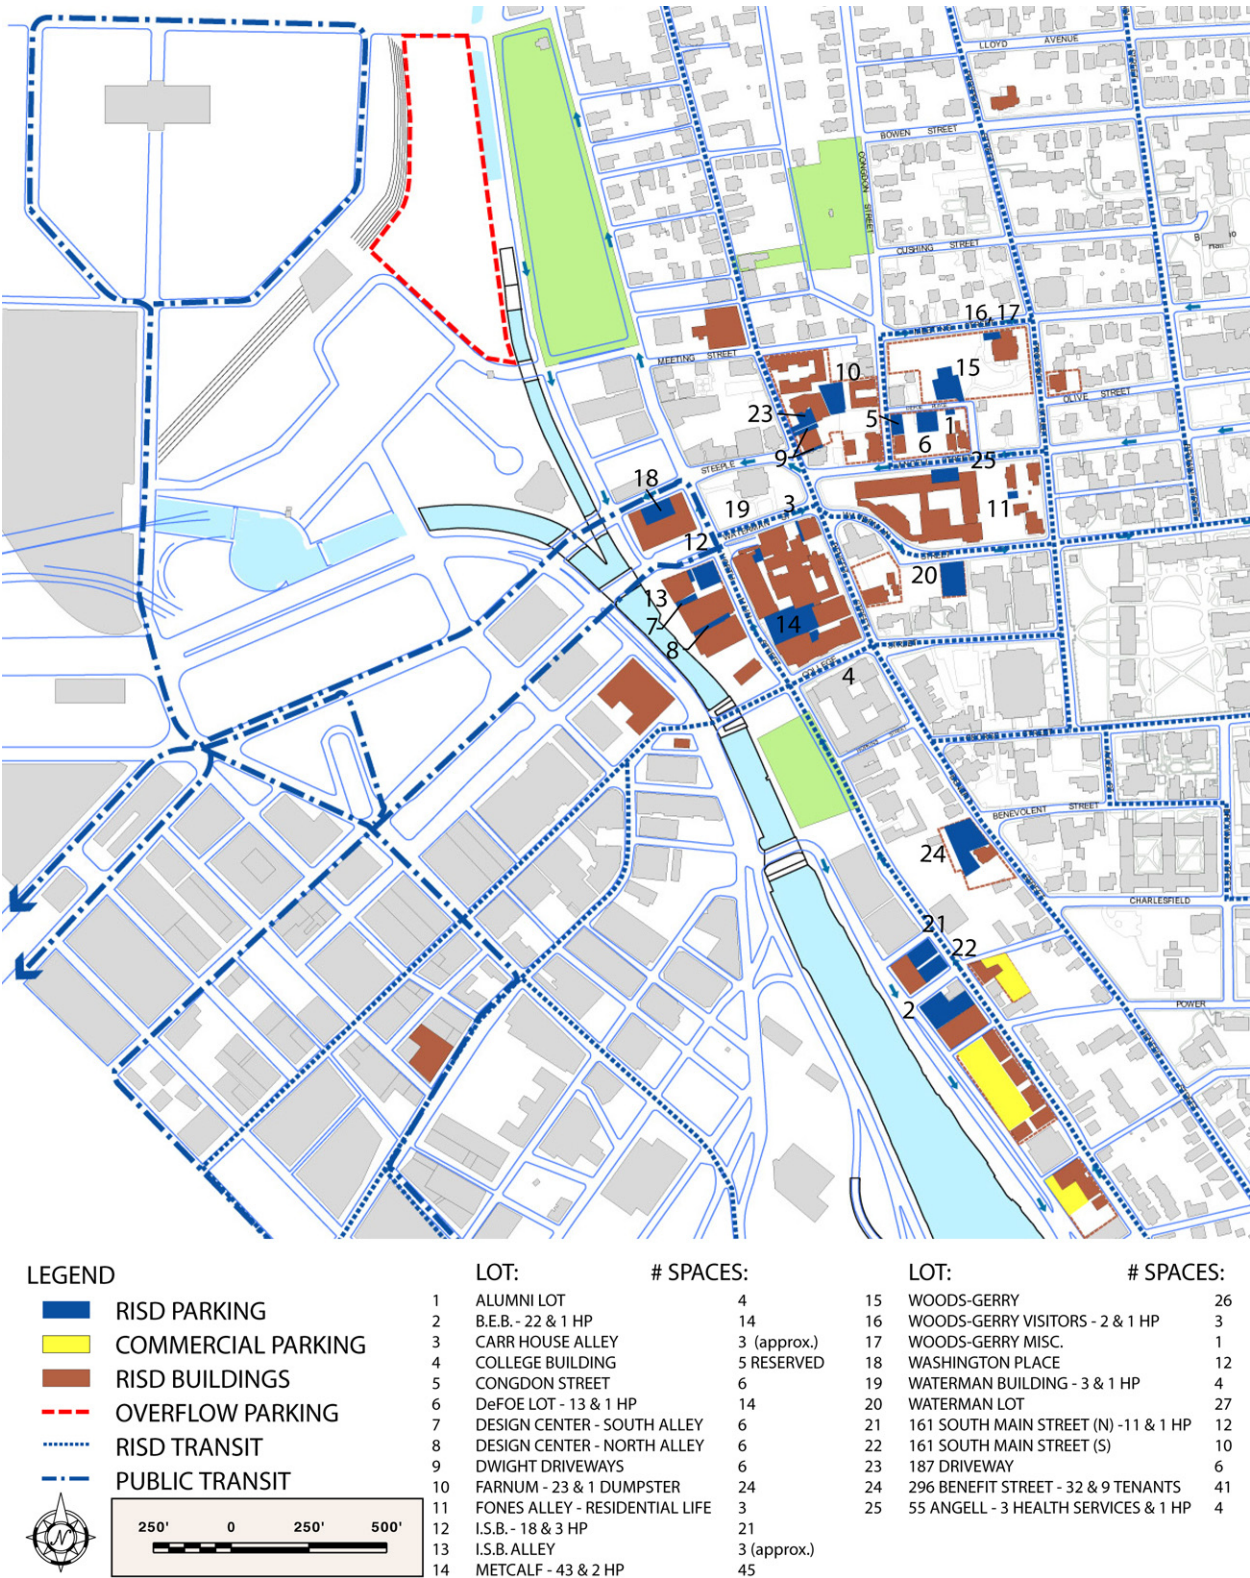 LLOYD AVENUE
BOWEN STREET
CONGDON STREET
CUSHING STREET
16, 17
MEETING STREET
10
15
OLIVE STREET
23
5
1
6
9
25
STEEPLE
18
19
3
11
12
STREET
20
13
7
14
8
COLLEGE
4
BENEVOLENT STREET
24
CHARLESFIELD
21
22
2
POWER
LEGEND
RISD PARKING
COMMERCIAL PARKING
RISD BUILDINGS
OVERFLOW PARKING
RISD TRANSIT
PUBLIC TRANSIT
N
250' 0 250' 500'
LOT: # SPACES:
1 ALUMNI LOT 4
2 B.E.B. - 22 & 1 HP 14
3 CARR HOUSE ALLEY 3 (approx.)
4 COLLEGE BUILDING 5 RESERVED
5 CONGDON STREET 6
6 DeFOE LOT - 13 & 1 HP 14
7 DESIGN CENTER - SOUTH ALLEY 6
8 DESIGN CENTER - NORTH ALLEY 6
9 DWIGHT DRIVEWAYS 6
10 FARNUM - 23 & 1 DUMPSTER 24
11 FONES ALLEY - RESIDENTIAL LIFE 3
12 I.S.B. - 18 & 3 HP 21
13 I.S.B. ALLEY 3 (approx.)
14 METCALF - 43 & 2 HP 45
LOT: # SPACES:
15 WOODS-GERRY 26
16 WOODS-GERRY VISITORS - 2 & 1 HP 3
17 WOODS-GERRY MISC. 1
18 WASHINGTON PLACE 12
19 WATERMAN BUILDING - 3 & 1 HP 4
20 WATERMAN LOT 27
21 161 SOUTH MAIN STREET (N) -11 & 1 HP 12
22 161 SOUTH MAIN STREET (S) 10
23 187 DRIVEWAY 6
24 296 BENEFIT STREET - 32 & 9 TENANTS 41
25 55 ANGELL - 3 HEALTH SERVICES & 1 HP 4